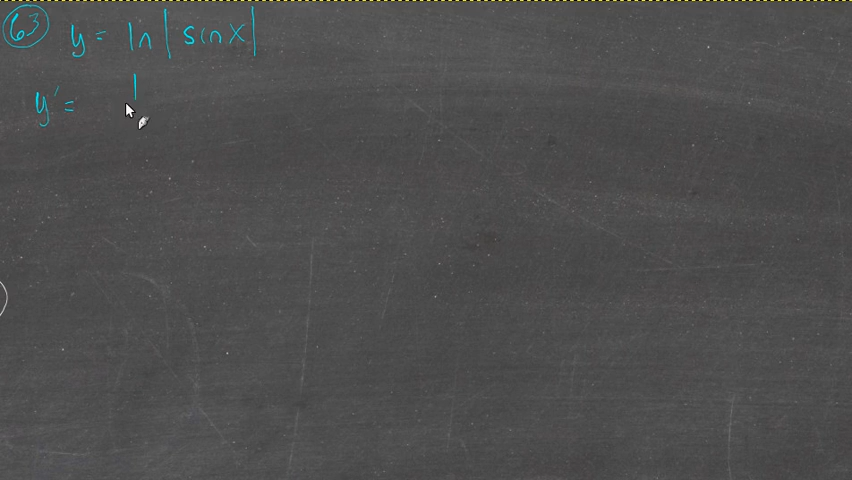 63 y = ln |sin x|
y' = 1